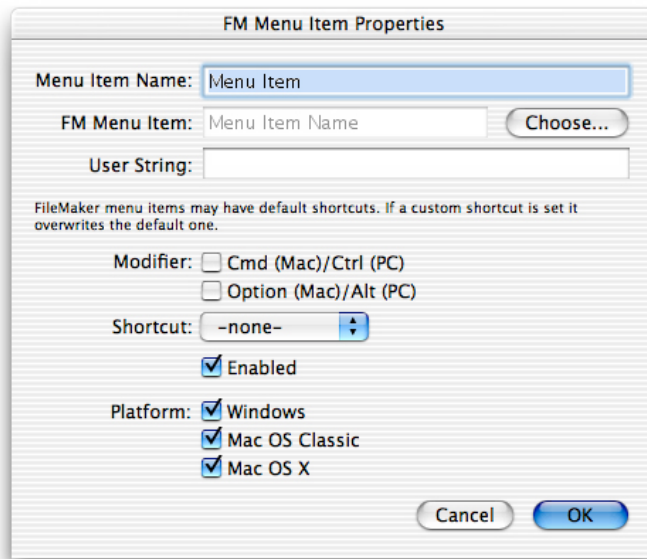 FM Menu Item Properties
Menu Item Name: Menu Item
FM Menu Item: Menu Item Name Choose...
User String:
FileMaker menu items may have default shortcuts. If a custom shortcut is set it
overwrites the default one.
Modifier: Cmd (Mac)/Ctrl (PC)
Option (Mac)/Alt (PC)
Shortcut: -none-
Enabled
Platform: Windows
Mac OS Classic
Mac OS X
Cancel OK